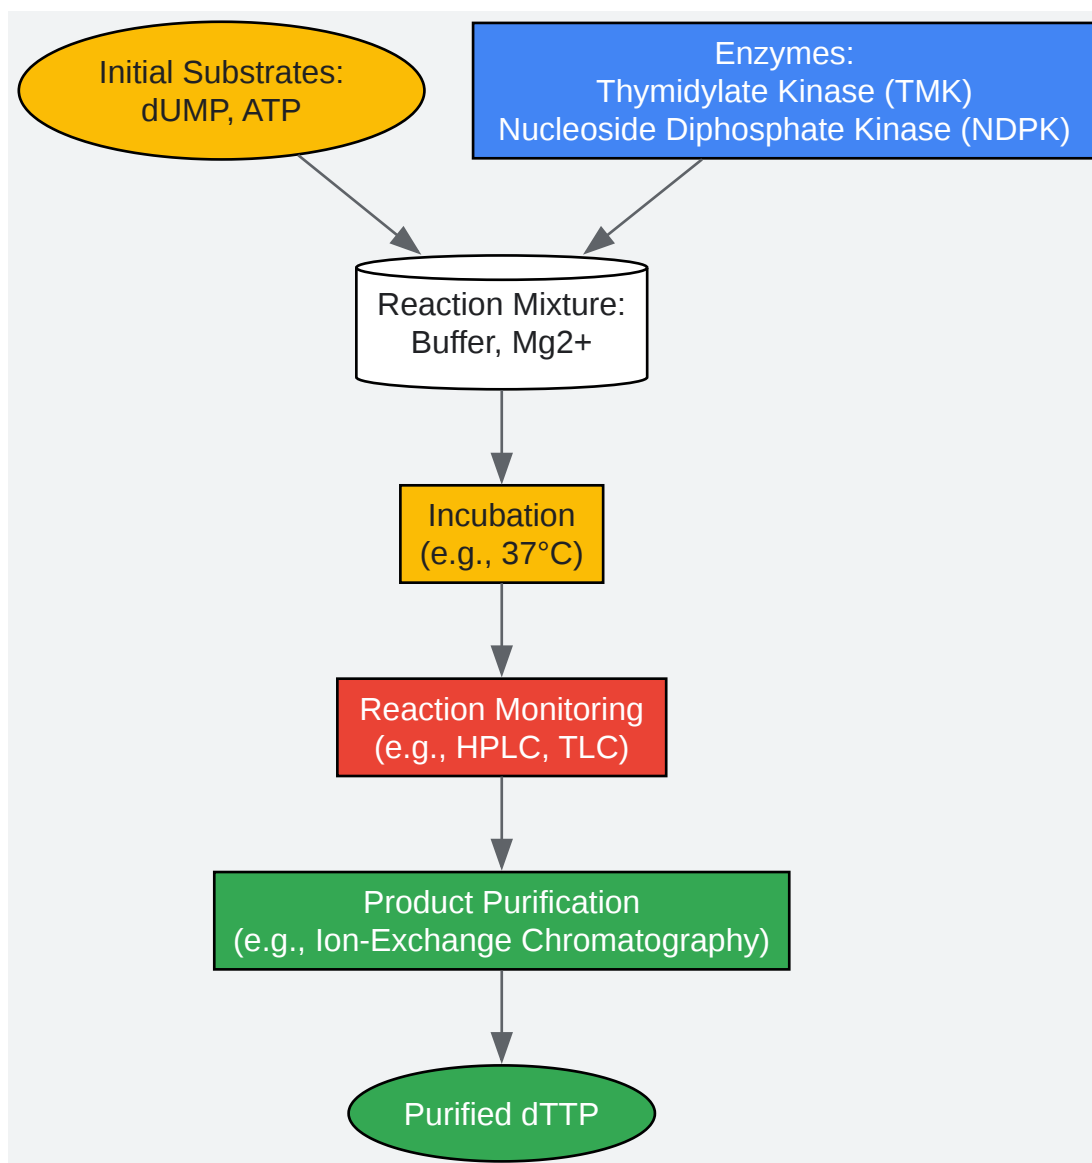 Initial Substrates:
dUMP, ATP
Enzymes:
Thymidylate Kinase (TMK)
Nucleoside Diphosphate Kinase (NDPK)
Reaction Mixture:
Buffer, Mg2+
Incubation
(e.g., 37°C)
Reaction Monitoring
(e.g., HPLC, TLC)
Product Purification
(e.g., Ion-Exchange Chromatography)
Purified dTTP